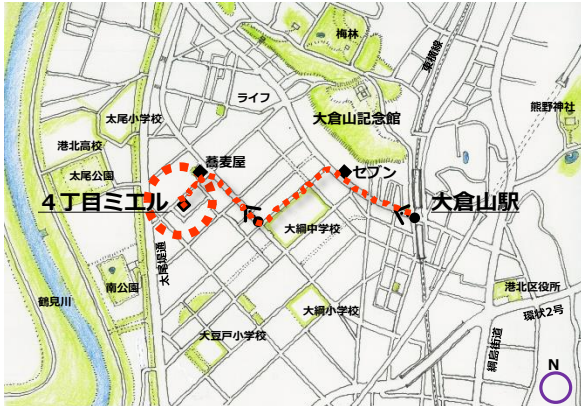 梅林
東横線
ライフ
大倉山記念館
熊野神社
太尾小学校
港北高校
太尾公園
蕎麦屋
セブン
4丁目ミエル
大倉山駅
大綱中学校
太尾堤通
南公園
鶴見川
大綱小学校
港北区役所
環状2号
大豆戸小学校
綱島街道
N